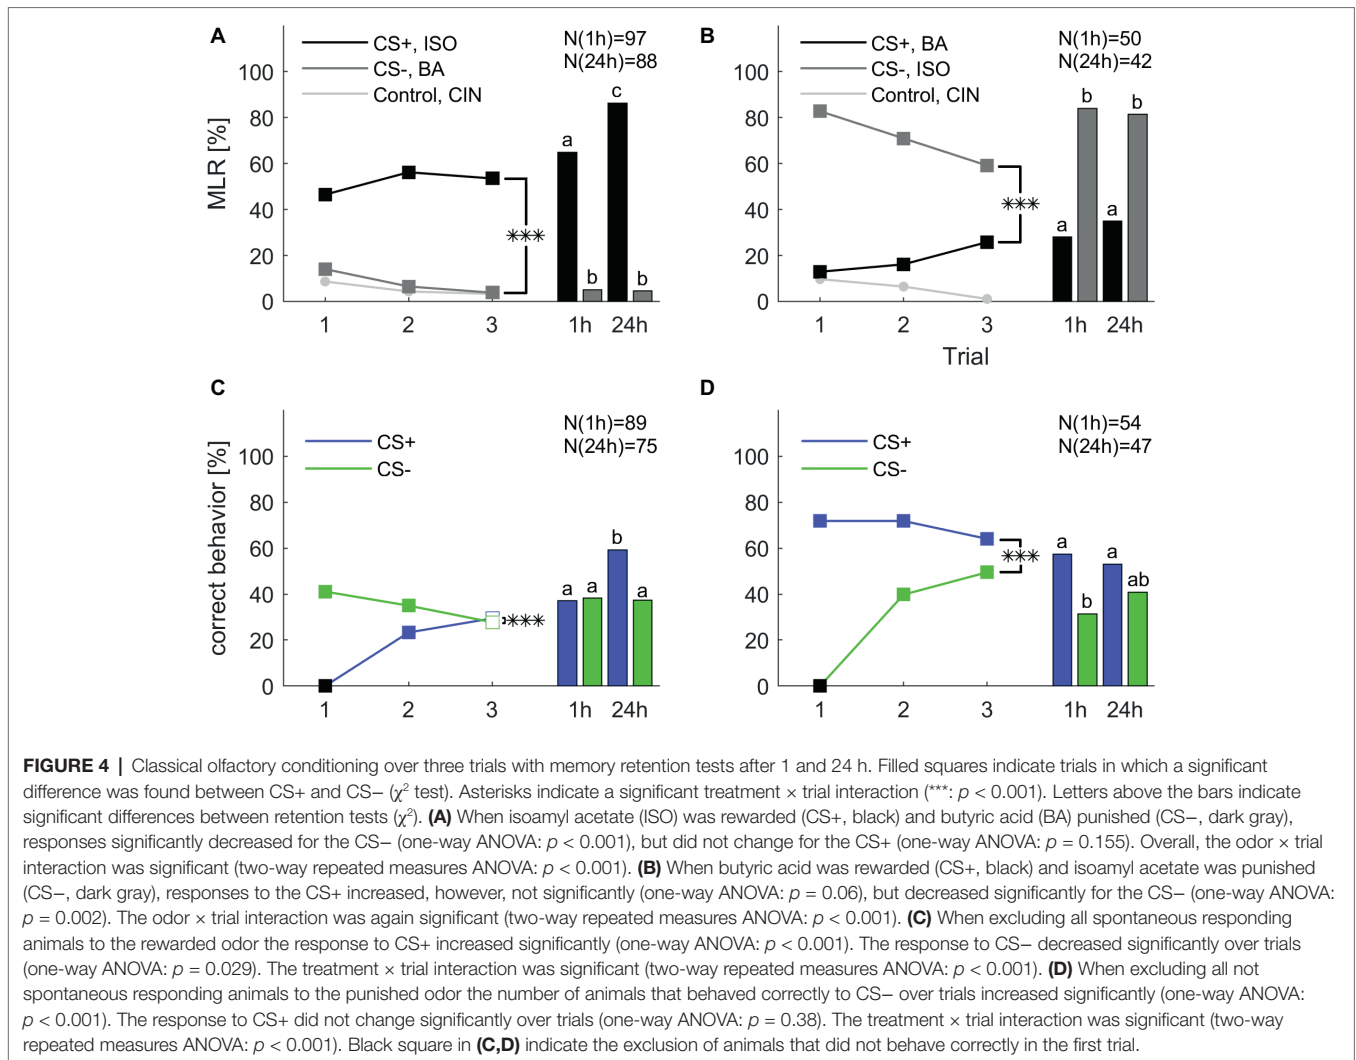 A
CS+, ISO
CS-, BA
Control, CIN
N(1h)=97
N(24h)=88
MLR [%]
100
80
60
40
20
0
1
2
3
1h
24h
✳✳✳
a
b
c
b
B
CS+, BA
CS-, ISO
Control, CIN
N(1h)=50
N(24h)=42
100
80
60
40
20
0
1
2
3
1h
24h
✳✳✳
a
b
a
b
Trial
C
CS+
CS-
N(1h)=89
N(24h)=75
correct behavior [%]
100
80
60
40
20
0
1
2
3
1h
24h
✳✳✳
a
a
b
a
D
CS+
CS-
N(1h)=54
N(24h)=47
100
80
60
40
20
0
1
2
3
1h
24h
✳✳✳
a
b
a
ab
FIGURE 4 | Classical olfactory conditioning over three trials with memory retention tests after 1 and 24 h. Filled squares indicate trials in which a significant
difference was found between CS+ and CS− (χ² test). Asterisks indicate a significant treatment × trial interaction (***: p < 0.001). Letters above the bars indicate
significant differences between retention tests (χ²). (A) When isoamyl acetate (ISO) was rewarded (CS+, black) and butyric acid (BA) punished (CS−, dark gray),
responses significantly decreased for the CS− (one-way ANOVA: p < 0.001), but did not change for the CS+ (one-way ANOVA: p = 0.155). Overall, the odor × trial
interaction was significant (two-way repeated measures ANOVA: p < 0.001). (B) When butyric acid was rewarded (CS+, black) and isoamyl acetate was punished
(CS−, dark gray), responses to the CS+ increased, however, not significantly (one-way ANOVA: p = 0.06), but decreased significantly for the CS− (one-way ANOVA:
p = 0.002). The odor × trial interaction was again significant (two-way repeated measures ANOVA: p < 0.001). (C) When excluding all spontaneous responding
animals to the rewarded odor the response to CS+ increased significantly (one-way ANOVA: p < 0.001). The response to CS− decreased significantly over trials
(one-way ANOVA: p = 0.029). The treatment × trial interaction was significant (two-way repeated measures ANOVA: p < 0.001). (D) When excluding all not
spontaneous responding animals to the punished odor the number of animals that behaved correctly to CS− over trials increased significantly (one-way ANOVA:
p < 0.001). The response to CS+ did not change significantly over trials (one-way ANOVA: p = 0.38). The treatment × trial interaction was significant (two-way
repeated measures ANOVA: p < 0.001). Black square in (C,D) indicate the exclusion of animals that did not behave correctly in the first trial.